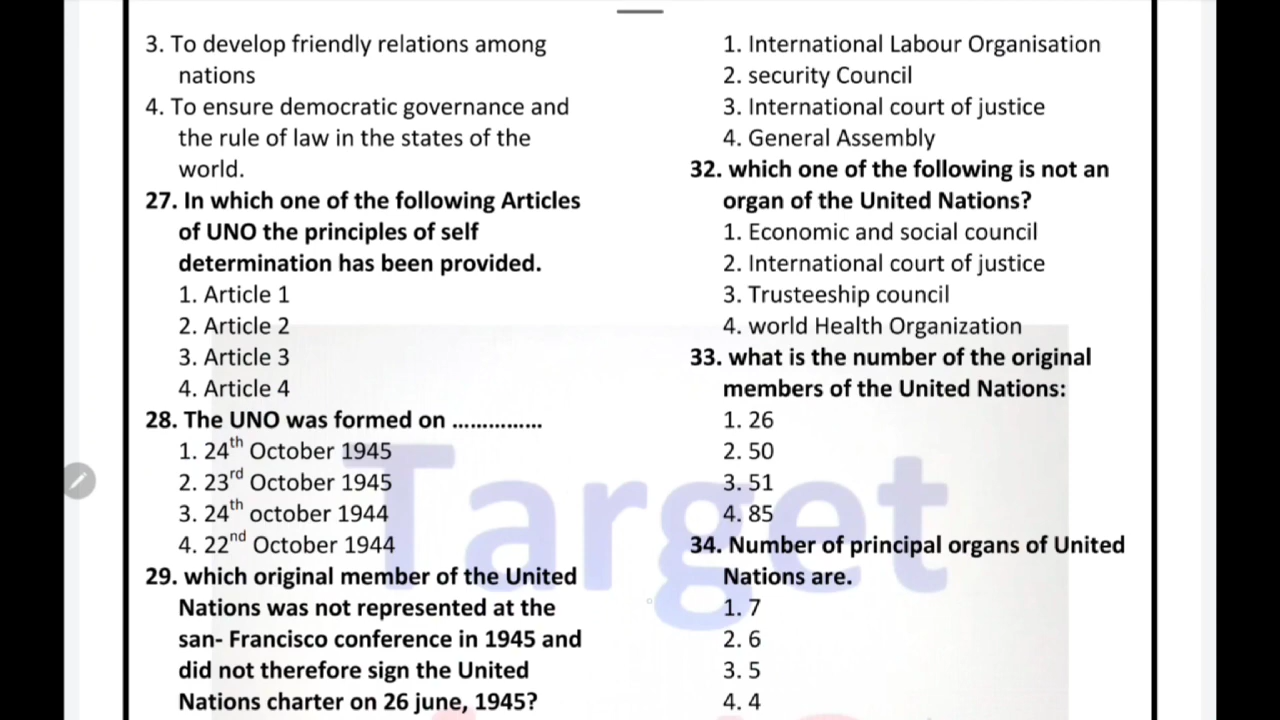 3. To develop friendly relations among
nations
4. To ensure democratic governance and
the rule of law in the states of the
world.
27. In which one of the following Articles
of UNO the principles of self
determination has been provided.
1. Article 1
2. Article 2
3. Article 3
4. Article 4
28. The UNO was formed on ...............
1. 24th October 1945
2. 23rd October 1945
3. 24th october 1944
4. 22nd October 1944
29. which original member of the United
Nations was not represented at the
san- Francisco conference in 1945 and
did not therefore sign the United
Nations charter on 26 june, 1945?
1. International Labour Organisation
2. security Council
3. International court of justice
4. General Assembly
32. which one of the following is not an
organ of the United Nations?
1. Economic and social council
2. International court of justice
3. Trusteeship council
4. world Health Organization
33. what is the number of the original
members of the United Nations:
1. 26
2. 50
3. 51
4. 85
34. Number of principal organs of United
Nations are.
1. 7
2. 6
3. 5
4. 4
Target